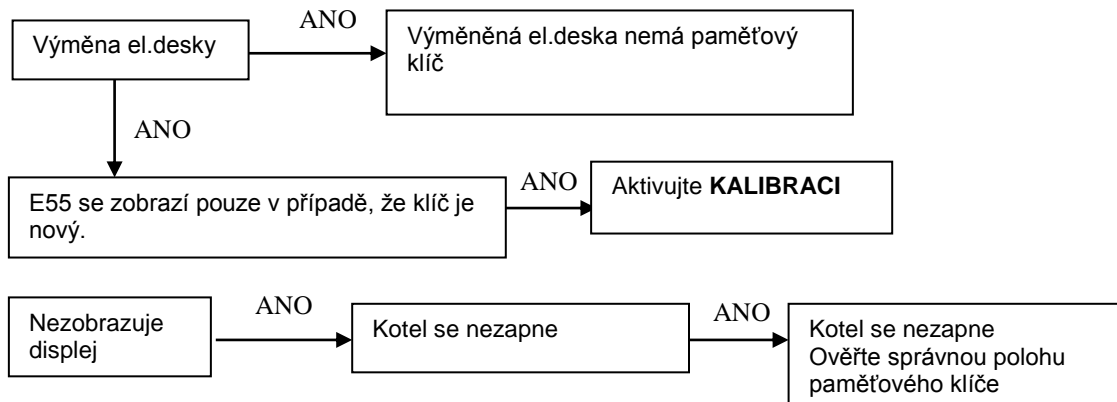 ANO
Výměna el.desky
Výměněná el.deska nemá paměťový
klíč
ANO
E55 se zobrazí pouze v případě, že klíč je
nový.
ANO
Aktivujte KALIBRACI
Nezobrazuje
displej
ANO
Kotel se nezapne
ANO
Kotel se nezapne
Ověřte správnou polohu
paměťového klíče